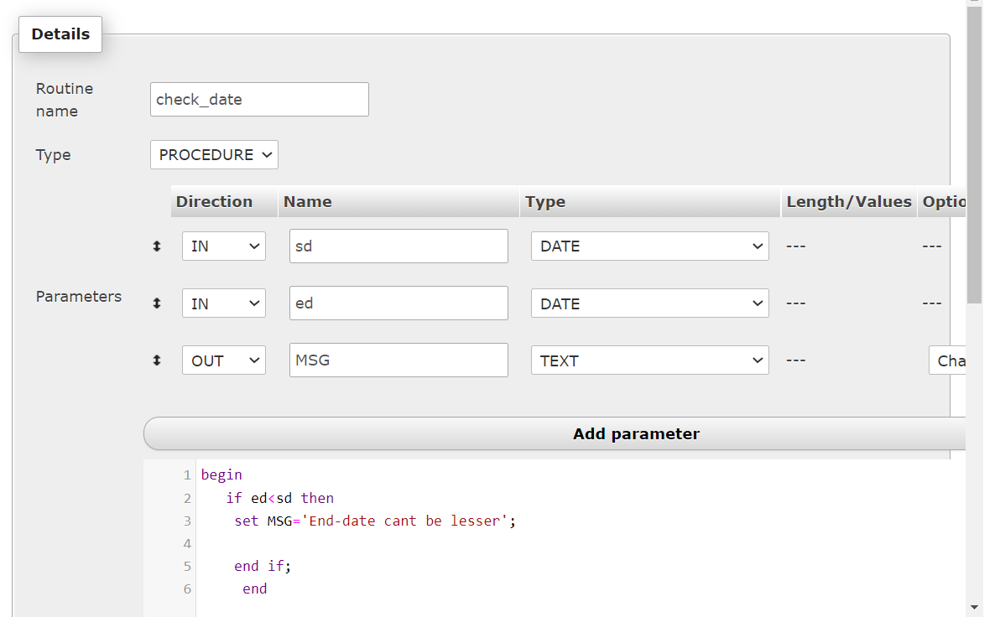 Details
Routine name
check_date
Type
PROCEDURE
Direction Name Type Length/Values Optio
IN sd DATE --- ---
Parameters
IN ed DATE --- ---
OUT MSG TEXT --- Cha
Add parameter
1 begin
2 if ed<sd then
3 set MSG='End-date cant be lesser';
4
5 end if;
6 end